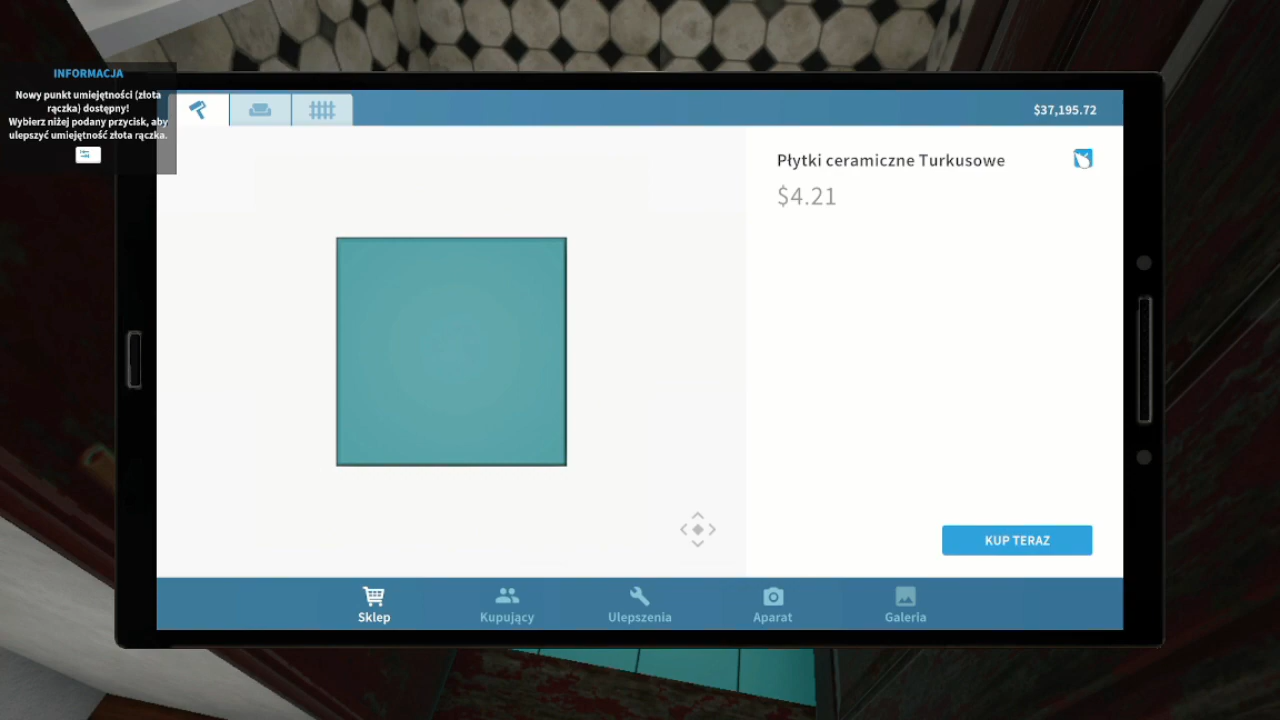 INFORMACJA
Nowy punkt umiejętności (złota
rączka) dostępny!
Wybierz niżej podany przycisk, aby
ulepszyć umiejętność złota rączka.
$37,195.72
Płytki ceramiczne Turkusowe
$4.21
KUP TERAZ
Sklep
Kupujący
Ulepszenia
Aparat
Galeria